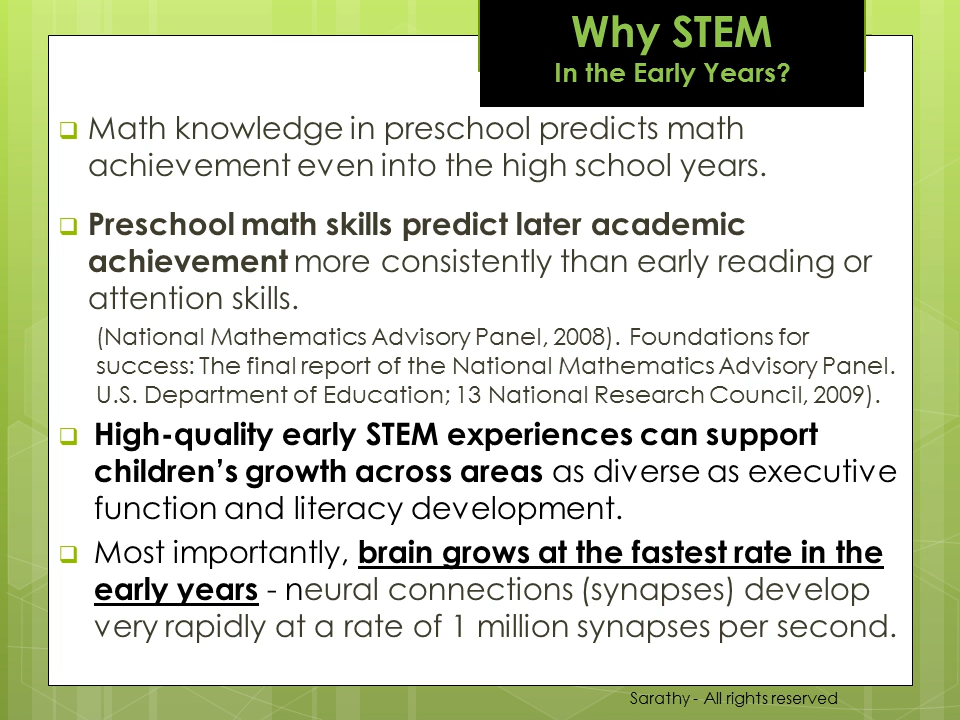 Why STEM
In the Early Years?
Math knowledge in preschool predicts math
achievement even into the high school years.
Preschool math skills predict later academic
achievement more consistently than early reading or
attention skills.
(National Mathematics Advisory Panel, 2008). Foundations for
success: The final report of the National Mathematics Advisory Panel.
U.S. Department of Education; 13 National Research Council, 2009).
High-quality early STEM experiences can support
children’s growth across areas as diverse as executive
function and literacy development.
Most importantly, brain grows at the fastest rate in the
early years - neural connections (synapses) develop
very rapidly at a rate of 1 million synapses per second.
Sarathy - All rights reserved